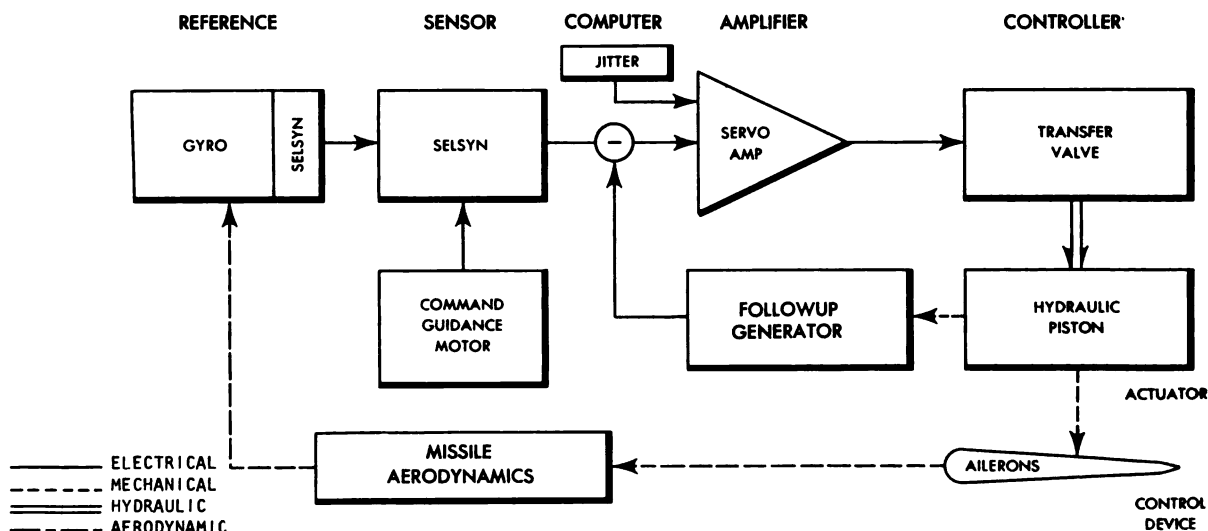 REFERENCE
SENSOR
COMPUTER
AMPLIFIER
CONTROLLER
JITTER
GYRO
SELSYN
SELSYN
-
SERVO
AMP
TRANSFER
VALVE
COMMAND
GUIDANCE
MOTOR
FOLLOWUP
GENERATOR
HYDRAULIC
PISTON
ACTUATOR
MISSILE
AERODYNAMICS
AILERONS
CONTROL
DEVICE
ELECTRICAL
MECHANICAL
HYDRAULIC
AERODYNAMIC